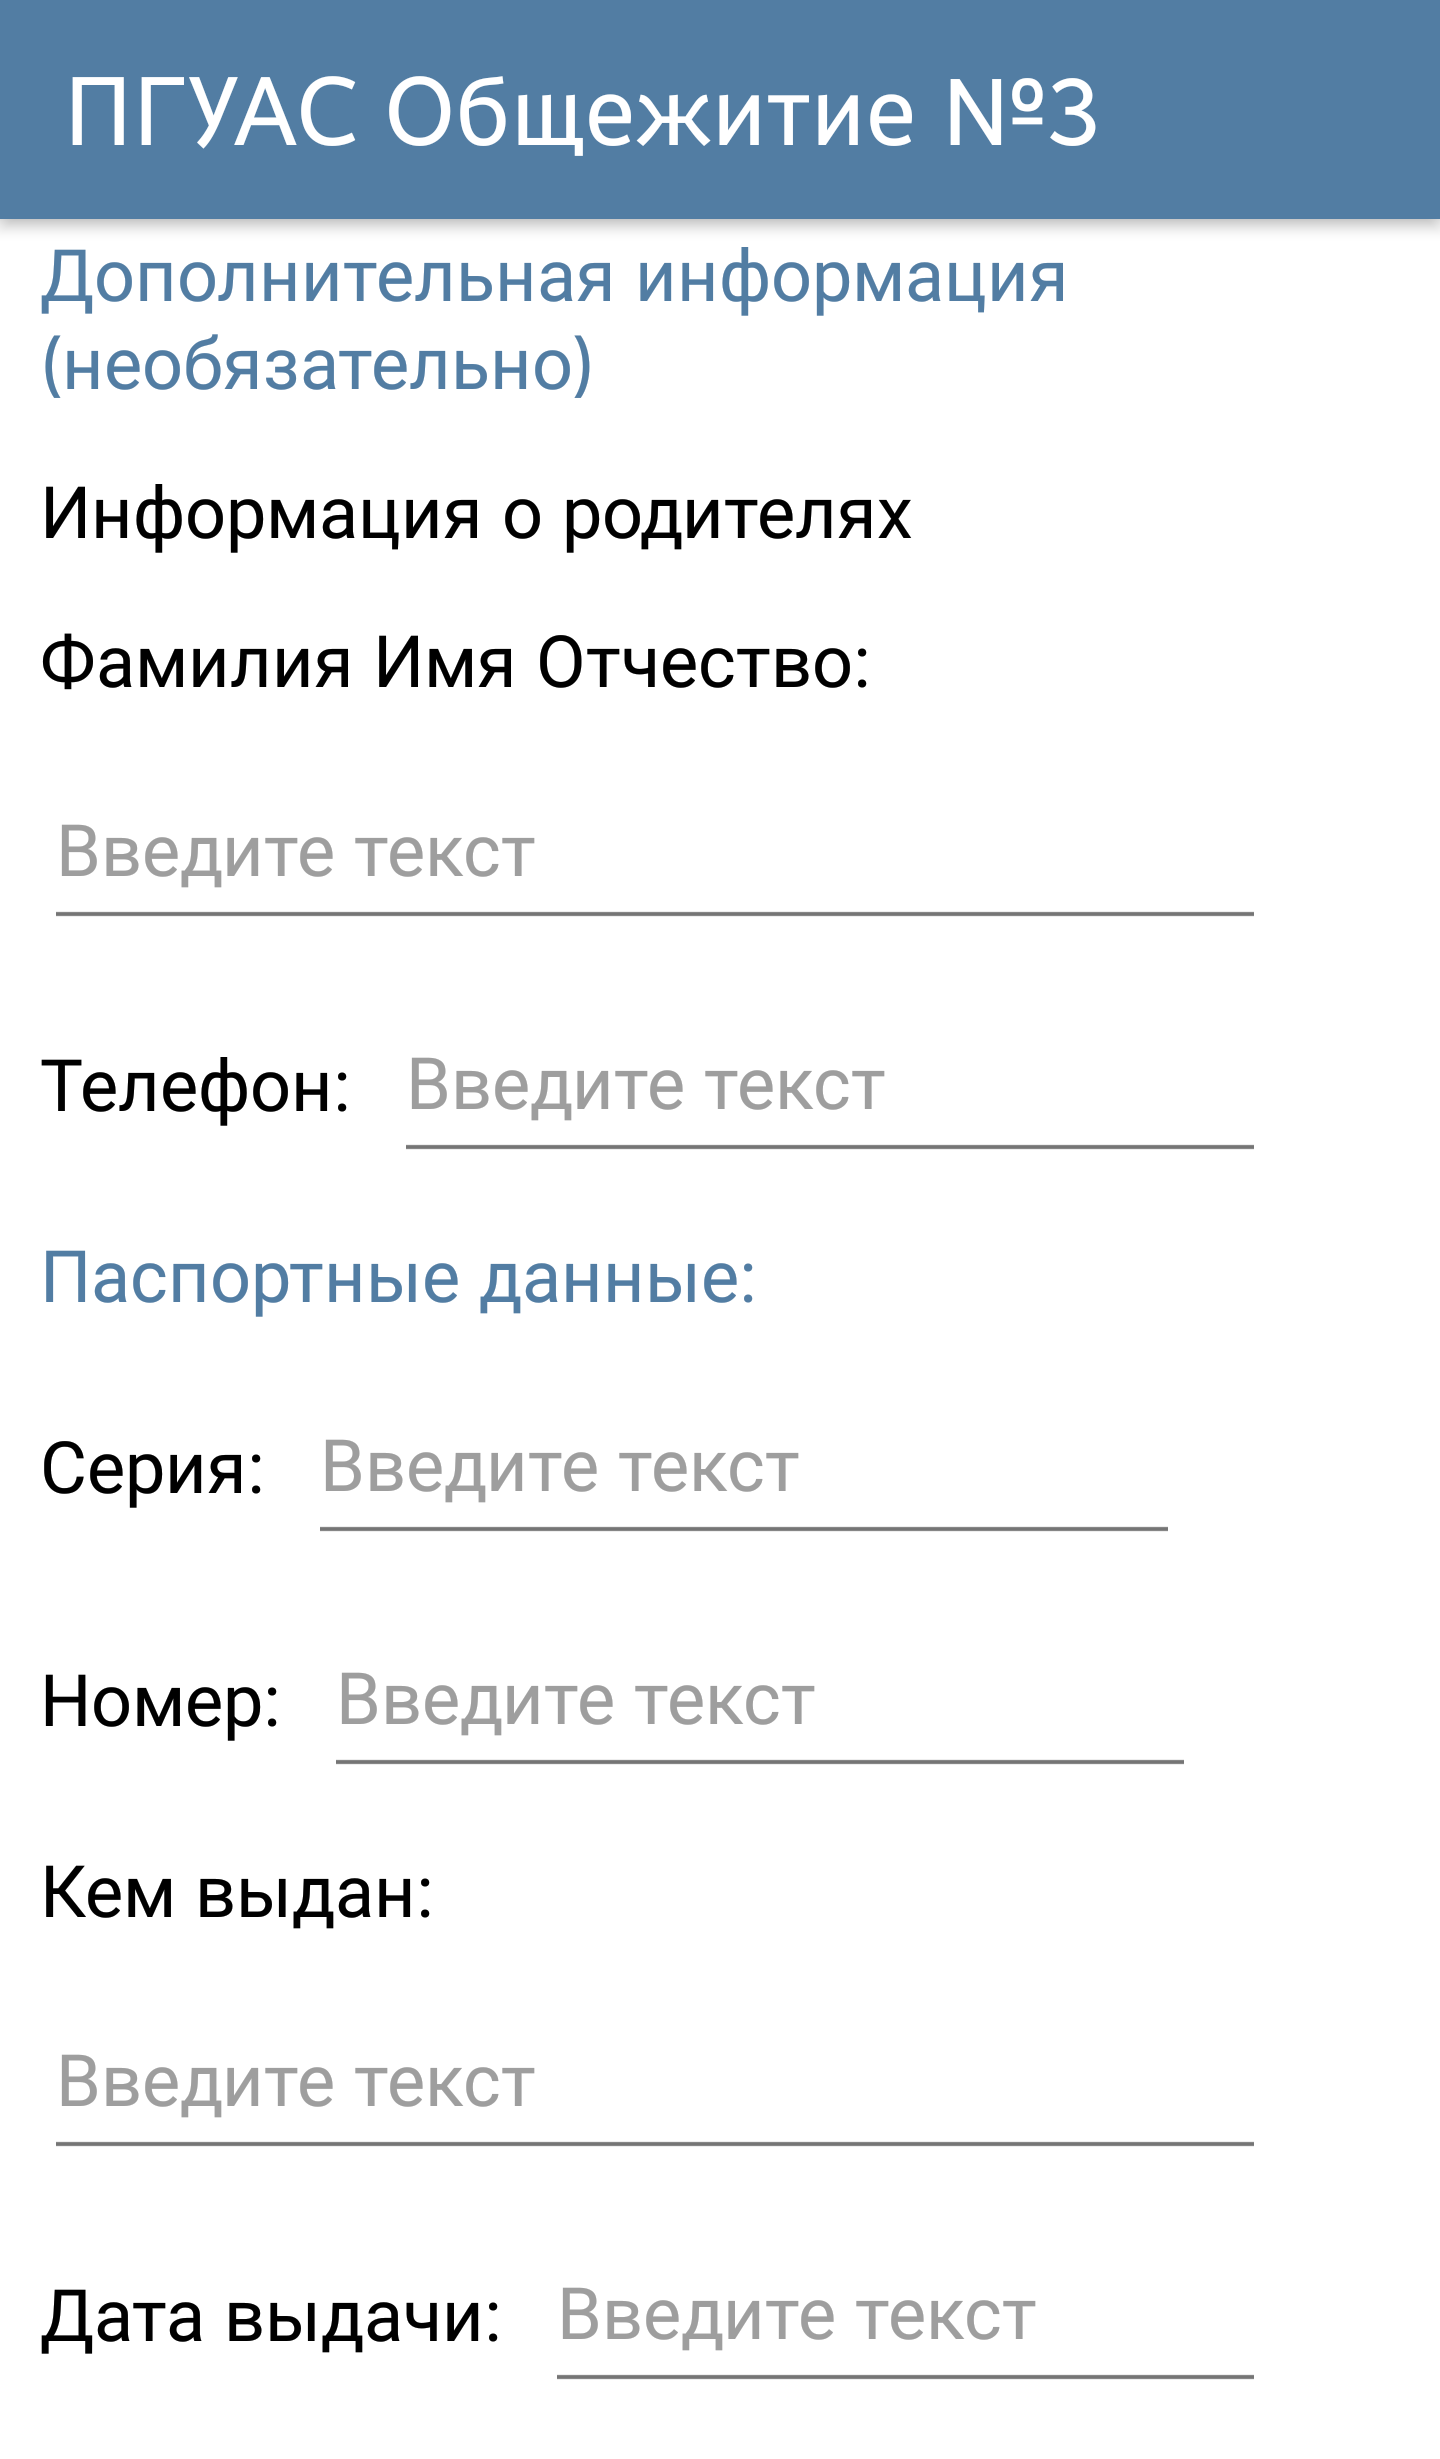 ПГУАС Общежитие №3
Дополнительная информация
(необязательно)
Информация о родителях
Фамилия Имя Отчество:
Введите текст
Телефон: Введите текст
Паспортные данные:
Серия: Введите текст
Номер: Введите текст
Кем выдан:
Введите текст
Дата выдачи: Введите текст